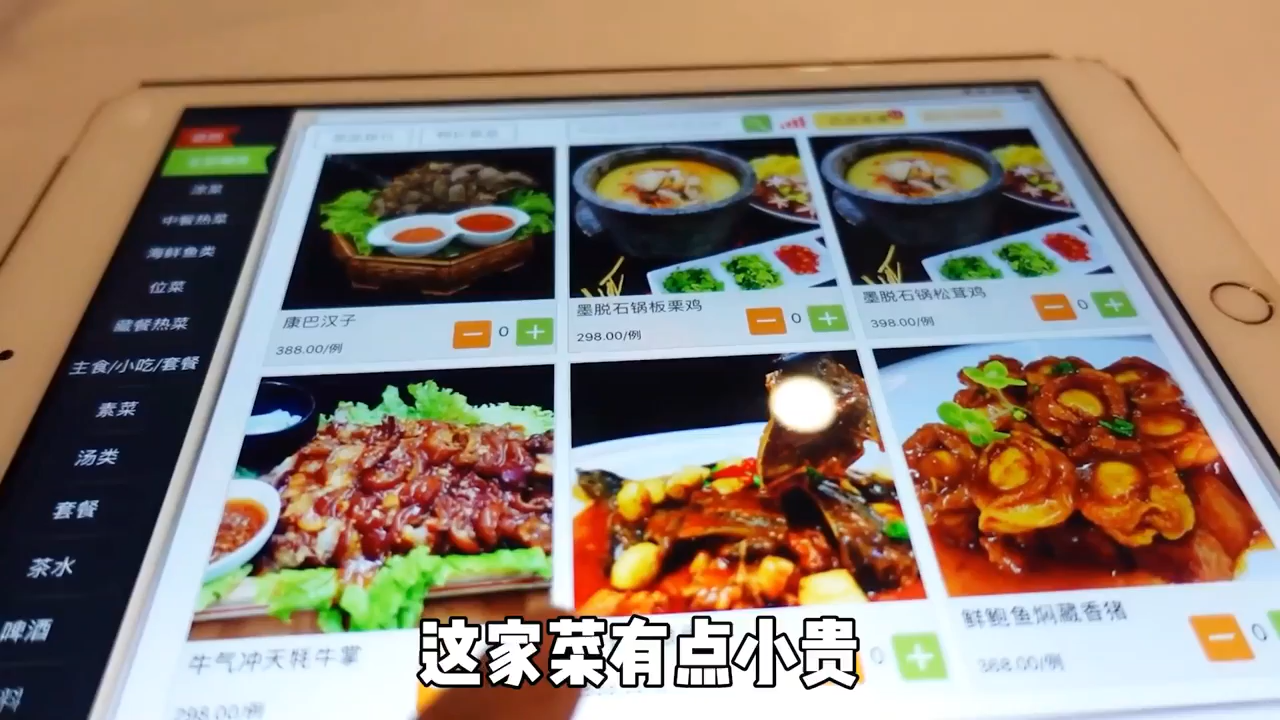 凉菜
中餐热菜
海鲜鱼类
位菜
藏餐热菜
主食/小吃/套餐
素菜
汤类
套餐
茶水
啤酒
料
康巴汉子
388.00/例
0
墨脱石锅板栗鸡
298.00/例
0
墨脱石锅松茸鸡
398.00/例
0
牛气冲天牦牛掌
298.00/例
0
鲜鲍鱼焖藏香猪
368.00/例
0
这家菜有点小贵